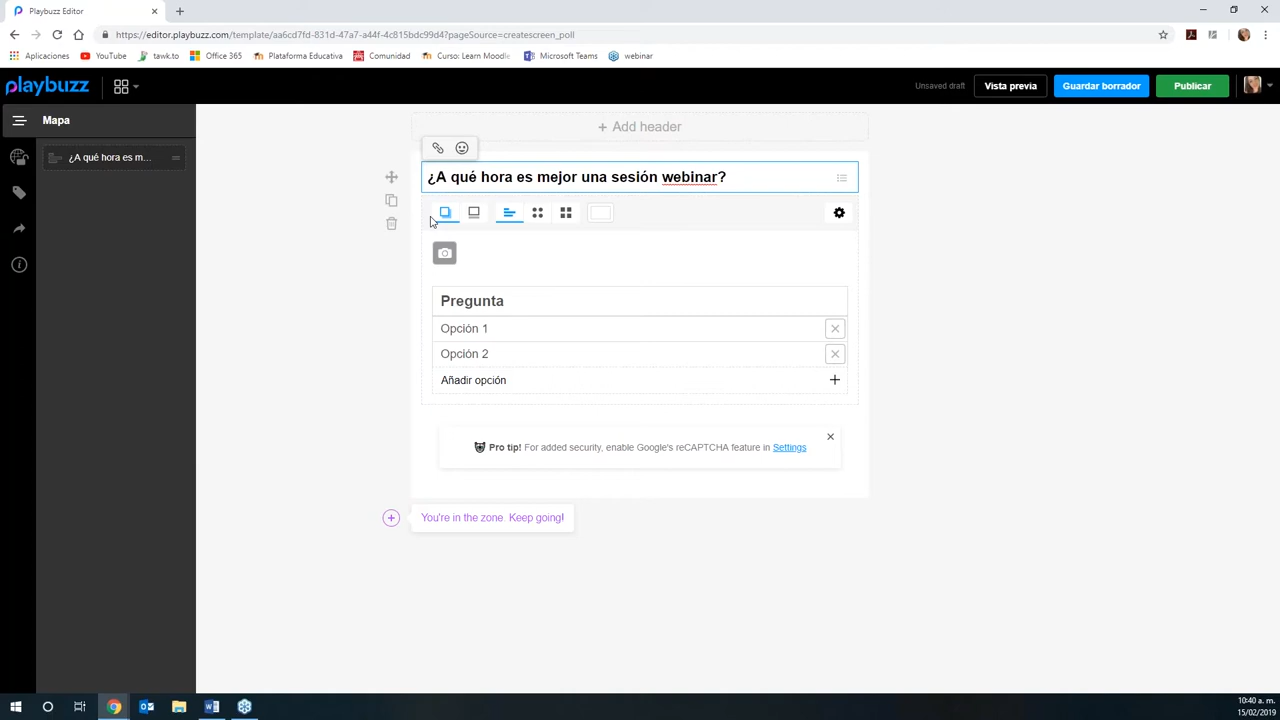 Playbuzz Editor
https://editor.playbuzz.com/template/aa6cd7fd-831d-47a7-a44f-4c815bdc99d4?pageSource=createscreen_poll
Aplicaciones YouTube tawk.to Office 365 Plataforma Educativa Comunidad Curso: Learn Moodle Microsoft Teams webinar
playbuzz Unsaved draft Vista previa Guardar borrador Publicar
Mapa
+ Add header
¿A qué hora es m...
¿A qué hora es mejor una sesión webinar?
Pregunta
Opción 1
Opción 2
Añadir opción
Pro tip! For added security, enable Google's reCAPTCHA feature in Settings
You're in the zone. Keep going!
10:40 a. m.
15/02/2019